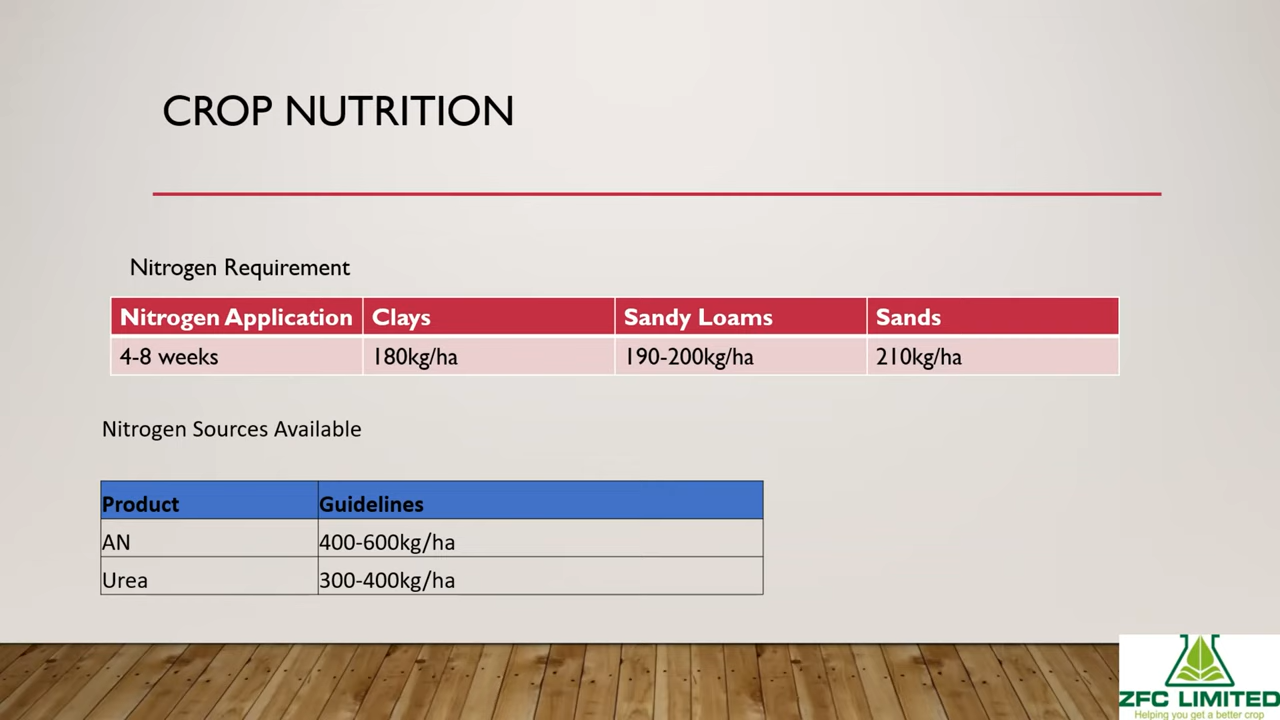 CROP NUTRITION
Nitrogen Requirement
Nitrogen Application Clays Sandy Loams Sands
4-8 weeks 180kg/ha 190-200kg/ha 210kg/ha
Nitrogen Sources Available
Product Guidelines
AN 400-600kg/ha
Urea 300-400kg/ha
ZFC LIMITED
Helping you get a better crop